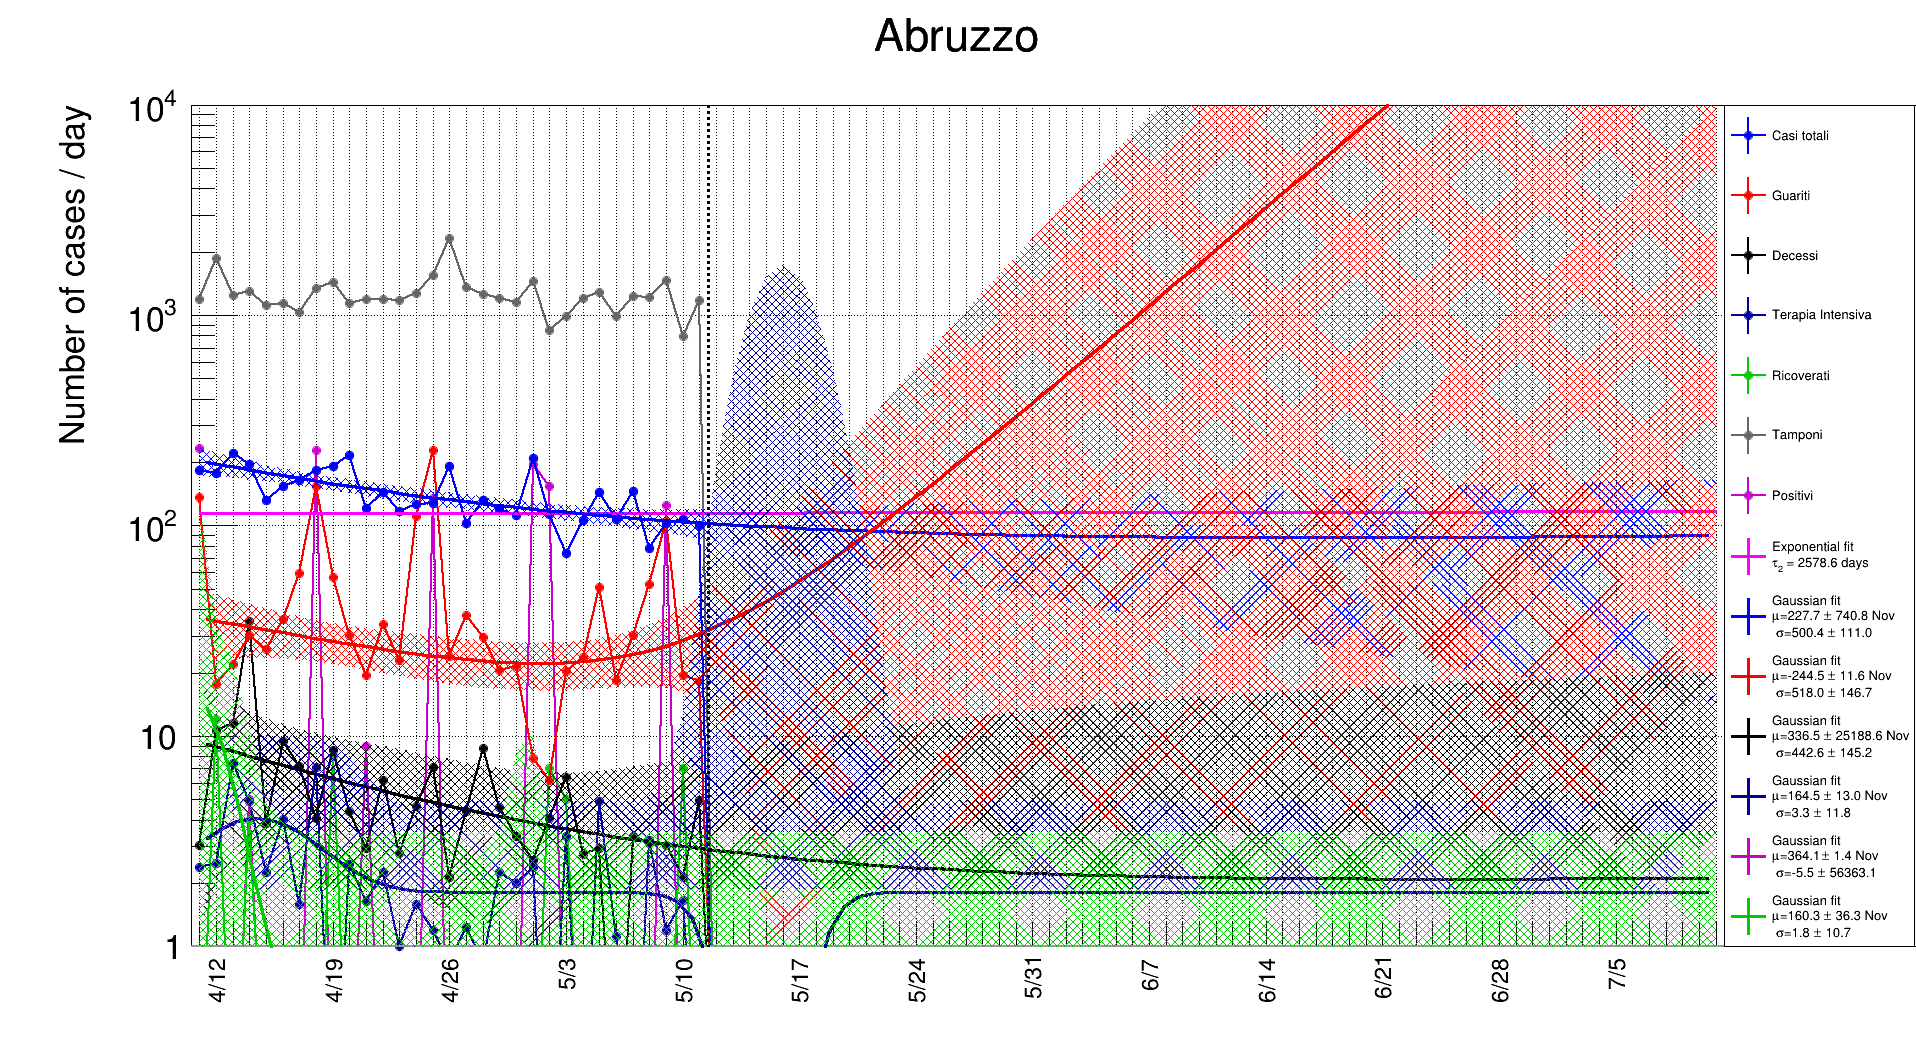 Abruzzo
Number of cases / day
10⁴
10³
10²
10
1
4/12
4/19
4/26
5/3
5/10
5/17
5/24
5/31
6/7
6/14
6/21
6/28
7/5
Casi totali
Guariti
Decessi
Terapia Intensiva
Ricoverati
Tamponi
Positivi
Exponential fit
τ₂ = 2578.6 days
Gaussian fit
μ=227.7 ± 740.8 Nov
σ=500.4 ± 111.0
Gaussian fit
μ=-244.5 ± 11.6 Nov
σ=518.0 ± 146.7
Gaussian fit
μ=336.5 ± 25188.6 Nov
σ=442.6 ± 145.2
Gaussian fit
μ=164.5 ± 13.0 Nov
σ=3.3 ± 11.8
Gaussian fit
μ=364.1 ± 1.4 Nov
σ=-5.5 ± 56363.1
Gaussian fit
μ=160.3 ± 36.3 Nov
σ=1.8 ± 10.7